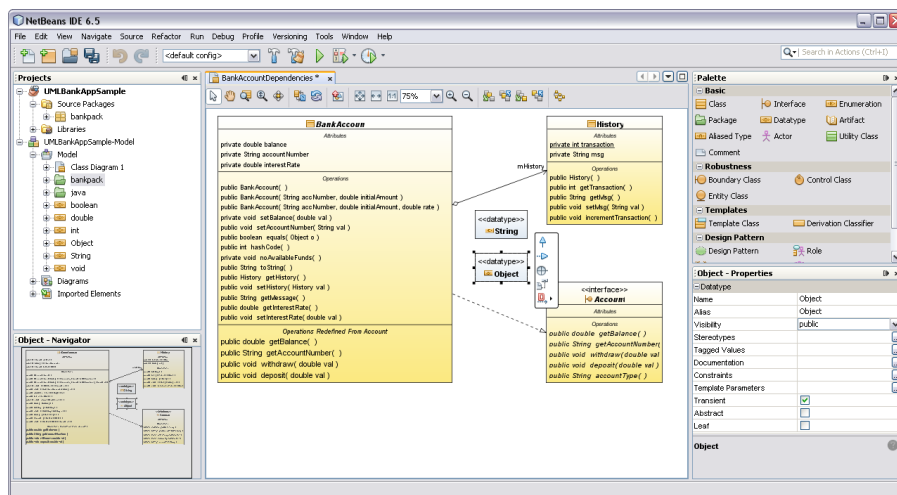 NetBeans IDE 6.5
File Edit View Navigate Source Refactor Run Debug Profile Versioning Tools Window Help
<default config>
Search in Actions (Ctrl+I)
Projects
UMLBankAppSample
Source Packages
bankpack
Libraries
UMLBankAppSample-Model
Model
Class Diagram 1
bankpack
java
boolean
double
int
Object
String
void
Diagrams
Imported Elements
Object - Navigator
BankAccountDependencies *
75%
BankAccoun
Attributes
private double balance
private String accountNumber
private double interestRate
Operations
public BankAccount( )
public BankAccount( String accNumber, double initialAmount )
public BankAccount( String accNumber, double initialAmount, double rate )
private void setBalance( double val )
public void setAccountNumber( String val )
public boolean equals( Object o )
public int hashCode( )
private void noAvailableFunds( )
public String toString( )
public History getHistory( )
public void setHistory( History val )
public String getMessage( )
public double getInterestRate( )
public void setInterestRate( double val )
Operations Redefined From Account
public double getBalance( )
public String getAccountNumber( )
public void withdraw( double val )
public void deposit( double val )
mHistory
History
Attributes
private int transaction
private String msg
Operations
public History( )
public int getTransaction( )
public String getMsg( )
public void setMsg( String val )
public void incrementTransaction( )
<<datatype>>
String
<<datatype>>
Object
<<interface>>
Account
Attributes
Operations
public double getBalance( )
public String getAccountNumber(
public void withdraw( double val
public void deposit( double val )
public String accountType( )
Palette
Basic
Class Interface Enumeration
Package Datatype Artifact
Aliased Type Actor Utility Class
Comment
Robustness
Boundary Class Control Class
Entity Class
Templates
Template Class Derivation Classifier
Design Pattern
Design Pattern Role
Object - Properties
Datatype
Name Object
Alias Object
Visibility public
Stereotypes
Tagged Values
Documentation
Constraints
Template Parameters
Transient
Abstract
Leaf
Object